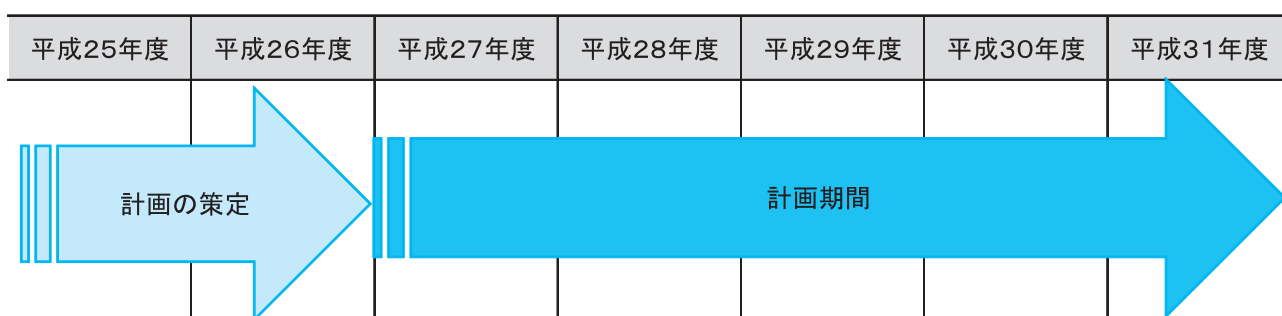 平成25年度 平成26年度 平成27年度 平成28年度 平成29年度 平成30年度 平成31年度
計画の策定 計画期間